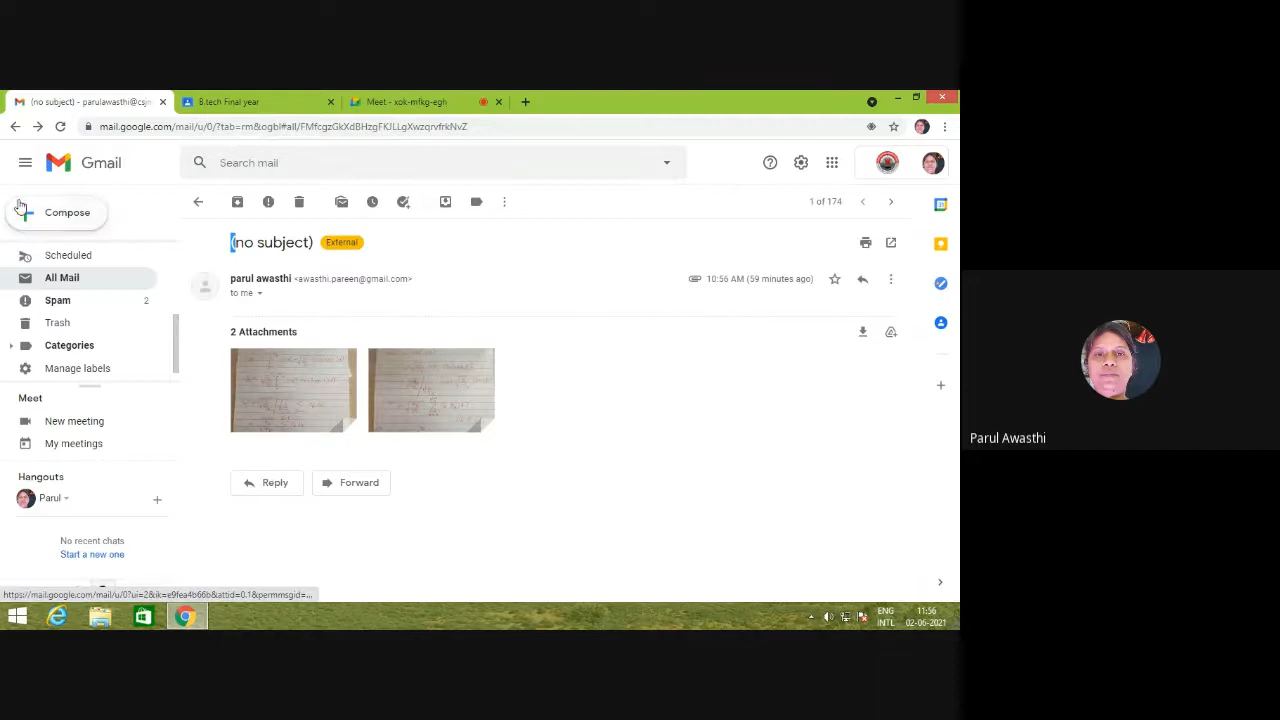 (no subject) - parulawasthi@csjn
B.tech Final year
Meet - xok-mfkg-egh
mail.google.com/mail/u/0/?tab=rm&ogbl#all/FMfcgzGkXdBHzgFKJLLgXwzqrvfrkNvZ
Gmail
Search mail
Compose
1 of 174
(no subject) External
Scheduled
All Mail
Spam 2
Trash
Categories
Manage labels
parul awasthi <awasthi.pareen@gmail.com>
10:56 AM (59 minutes ago)
to me
2 Attachments
Meet
New meeting
My meetings
Reply
Forward
Hangouts
Parul
No recent chats
Start a new one
https://mail.google.com/mail/u/0?ui=2&ik=e9fea4b66b&attid=0.1&permmsgid=...
ENG
INTL
11:56
02-06-2021
Parul Awasthi